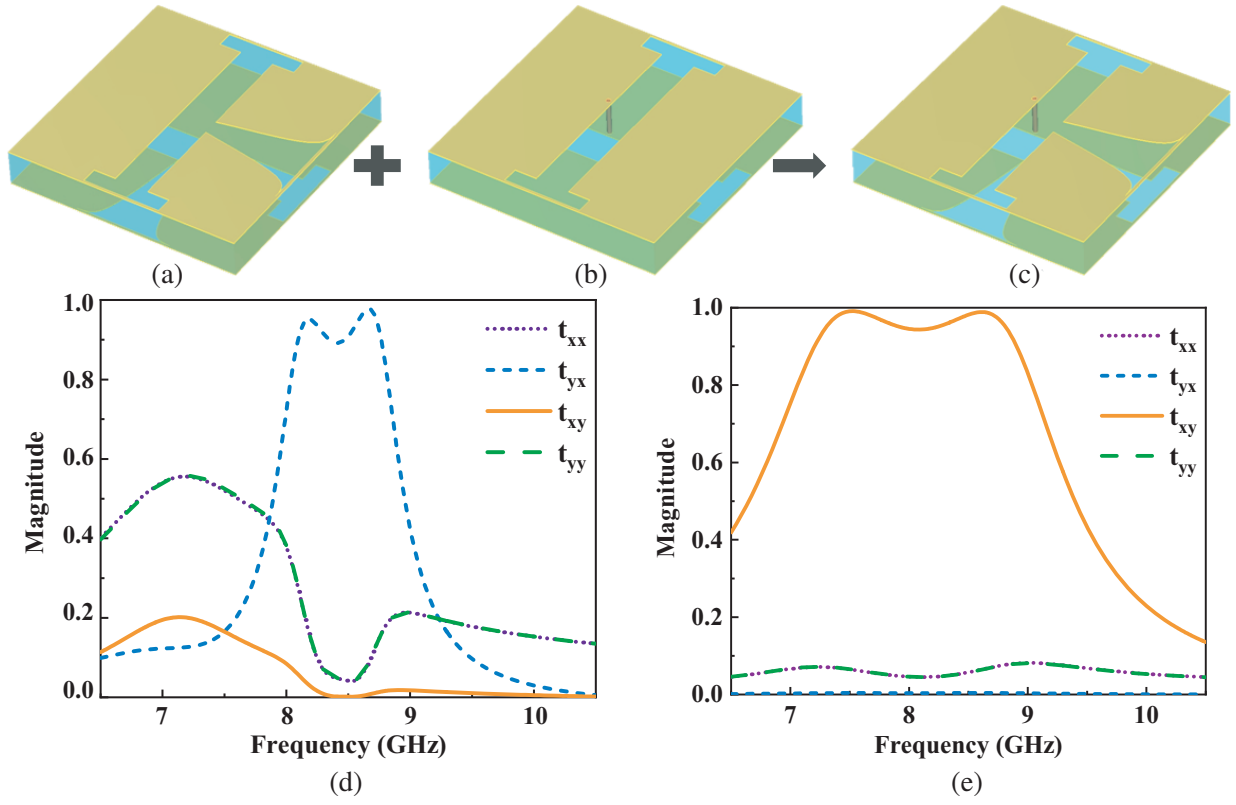 (a)
(b)
(c)
1.0
0.8
0.6
0.4
0.2
0.0
Magnitude
t_xx
t_yx
t_xy
t_yy
7
8
9
10
Frequency (GHz)
(d)
1.0
0.8
0.6
0.4
0.2
0.0
Magnitude
t_xx
t_yx
t_xy
t_yy
7
8
9
10
Frequency (GHz)
(e)